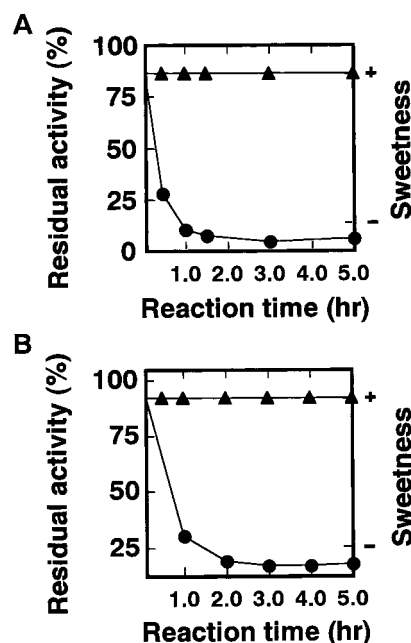 A
Residual activity (%)
100
75
50
25
0
1.0 2.0 3.0 4.0 5.0
Reaction time (hr)
+
−
Sweetness
B
Residual activity (%)
100
75
50
25
1.0 2.0 3.0 4.0 5.0
Reaction time (hr)
+
−
Sweetness